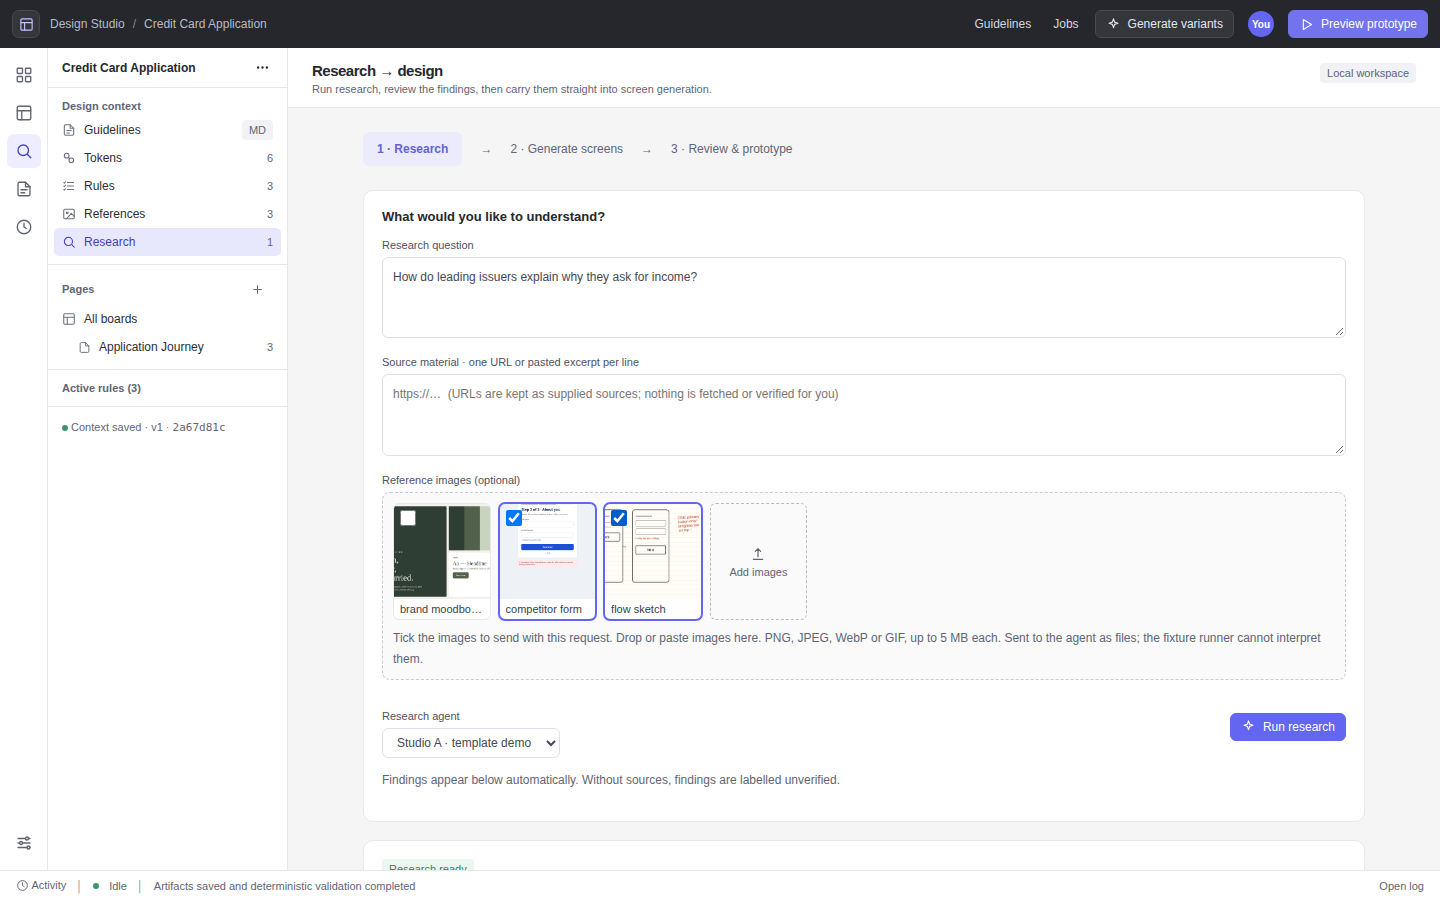 Design Studio / Credit Card Application
Guidelines
Jobs
Generate variants
You
Preview prototype
Credit Card Application
Design context
Guidelines MD
Tokens 6
Rules 3
References 3
Research 1
Pages
All boards
Application Journey 3
Active rules (3)
Context saved · v1 · 2a67d81c
Research → design
Run research, review the findings, then carry them straight into screen generation.
Local workspace
1 · Research → 2 · Generate screens → 3 · Review & prototype
What would you like to understand?
Research question
How do leading issuers explain why they ask for income?
Source material · one URL or pasted excerpt per line
https://… (URLs are kept as supplied sources; nothing is fetched or verified for you)
Reference images (optional)
brand moodbo…
competitor form
flow sketch
Add images
Tick the images to send with this request. Drop or paste images here. PNG, JPEG, WebP or GIF, up to 5 MB each. Sent to the agent as files; the fixture runner cannot interpret
them.
Research agent
Studio A · template demo
Run research
Findings appear below automatically. Without sources, findings are labelled unverified.
Research ready
Activity
Idle
Artifacts saved and deterministic validation completed
Open log